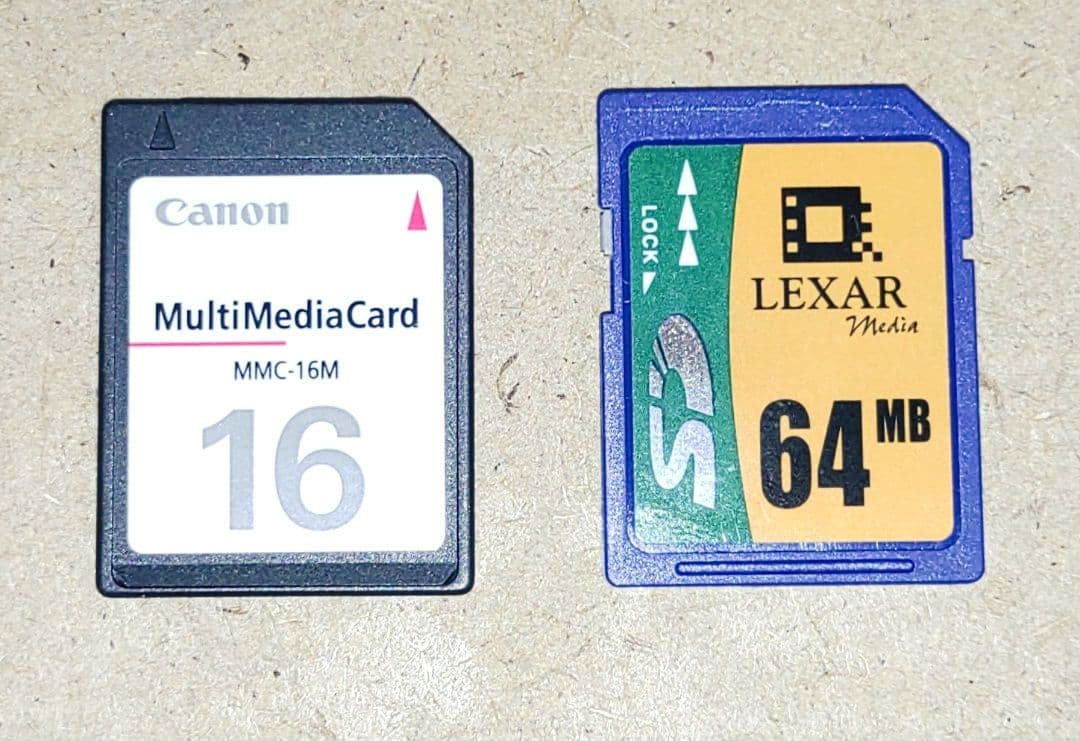 Canon
MultiMediaCard
MMC-16M
16
LOCK
SD
LEXAR
Media
64 MB